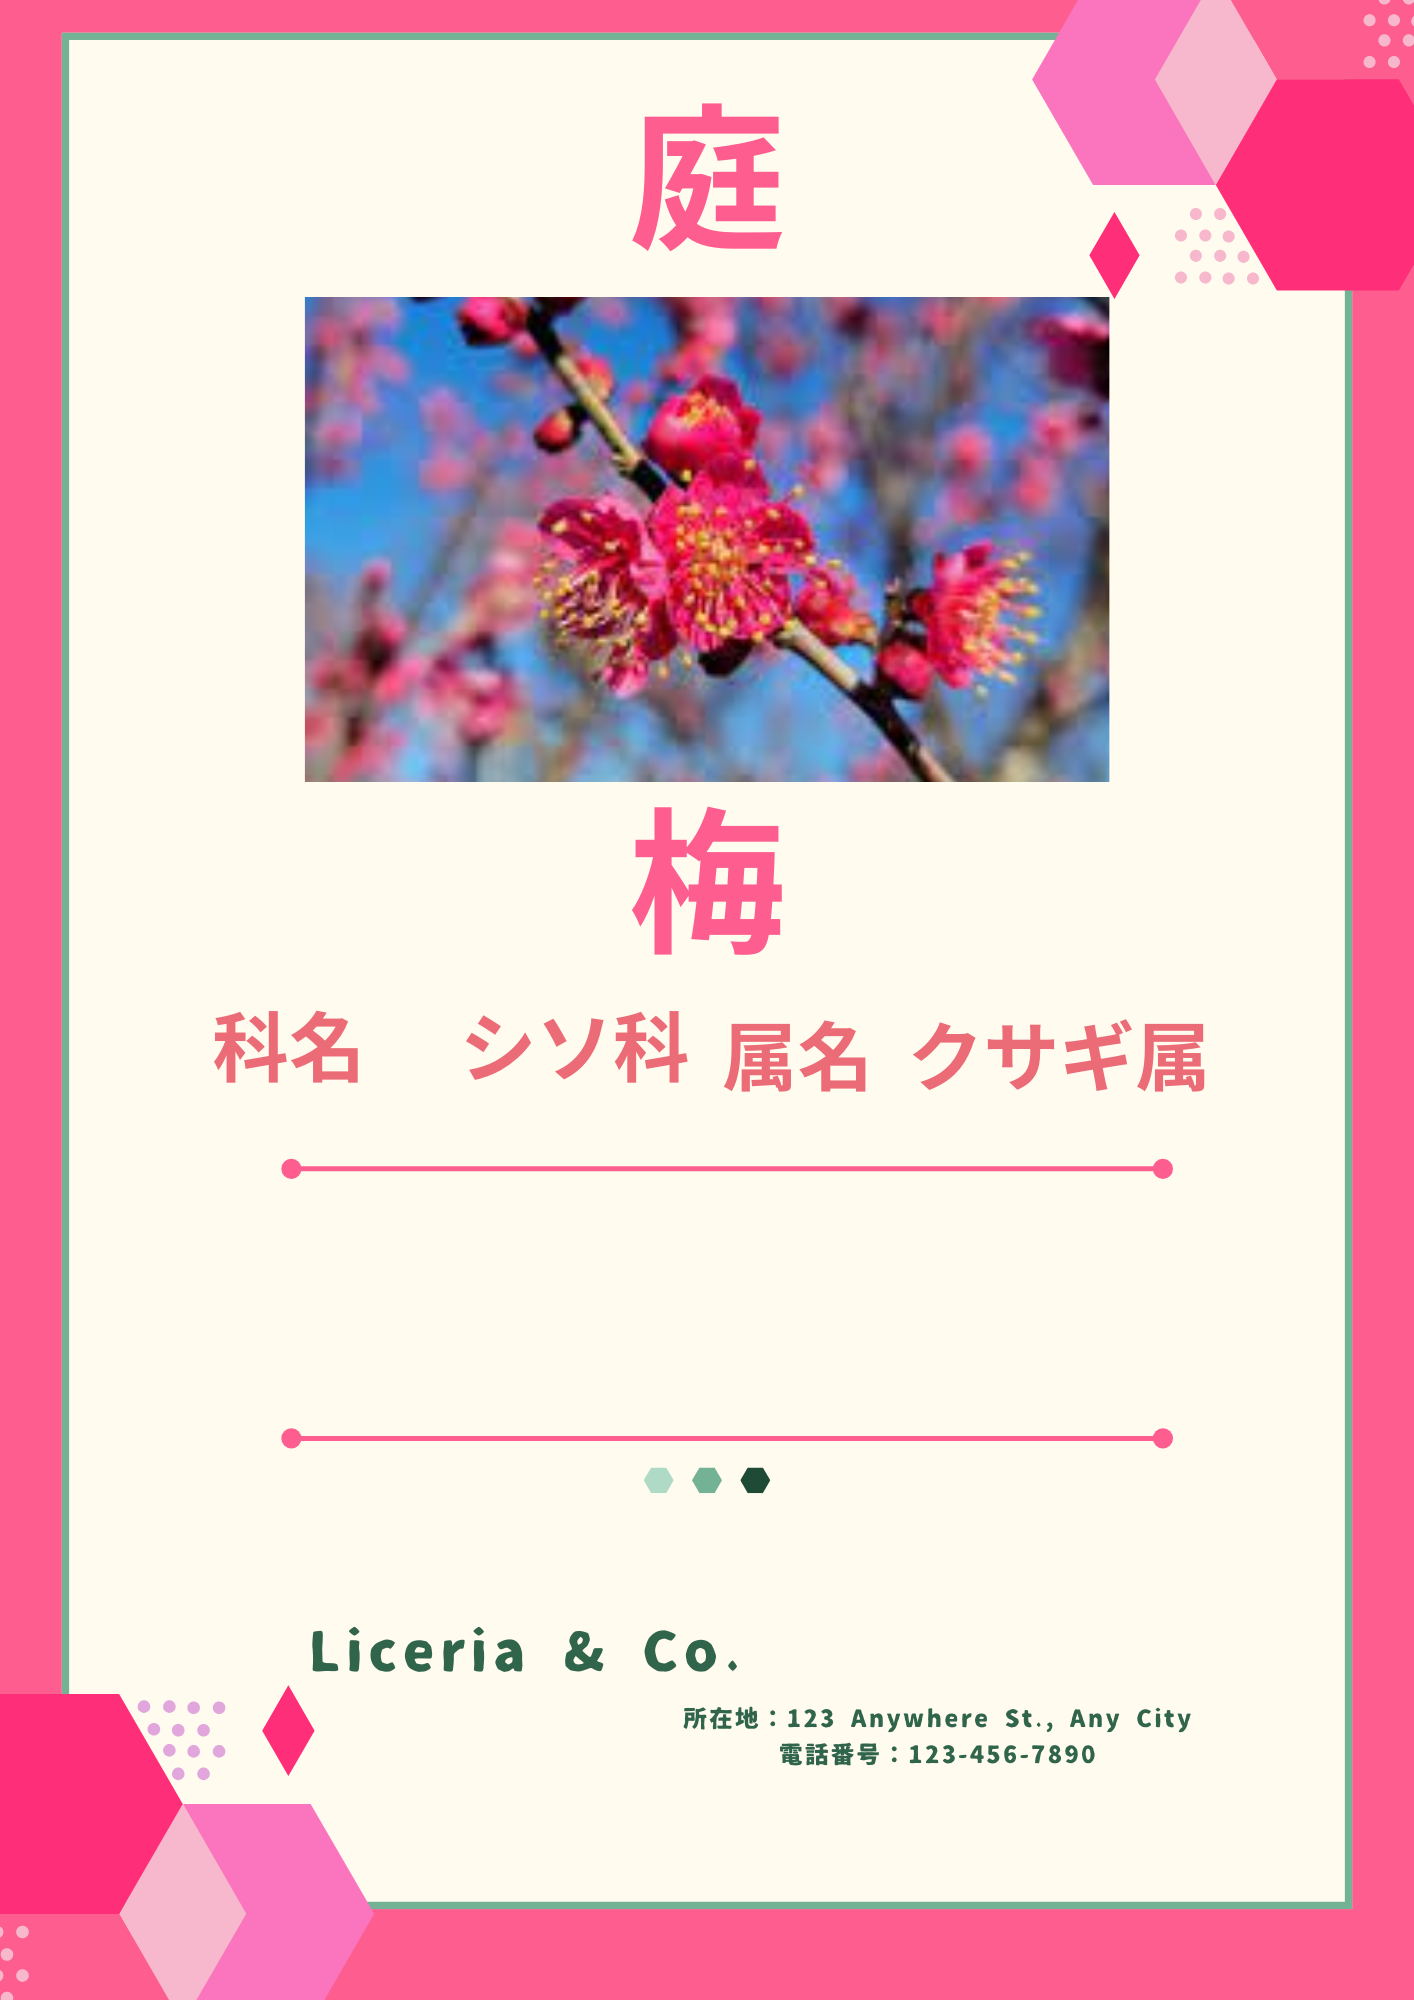 庭
梅
科名 シソ科 属名 クサギ属
Liceria & Co.
所在地：123 Anywhere St., Any City
電話番号：123-456-7890